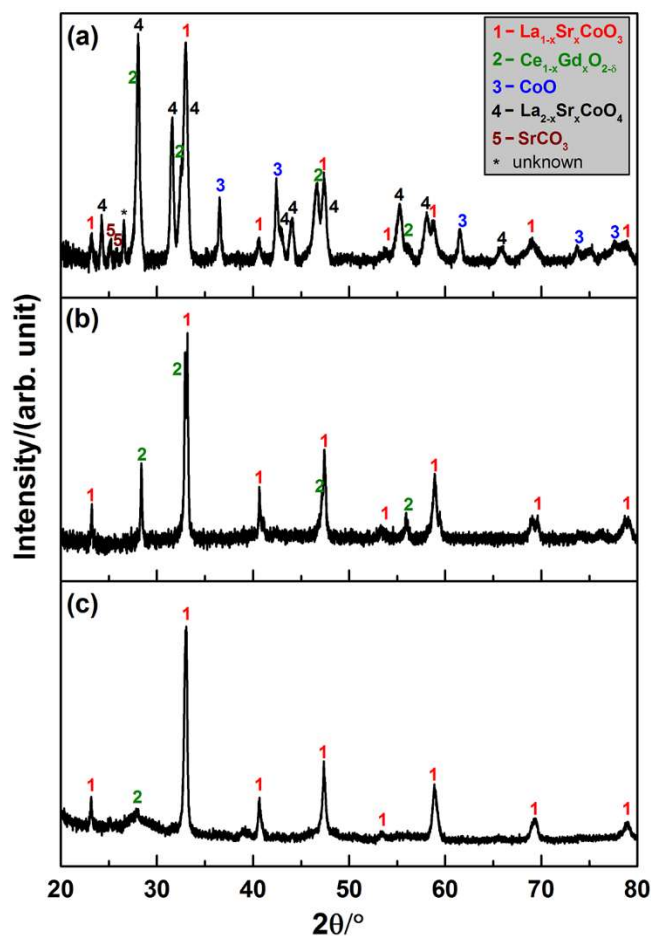 (a)
1 – La₁₋ₓSrₓCoO₃
2 – Ce₁₋ₓGdₓO₂₋δ
3 – CoO
4 – La₂₋ₓSrₓCoO₄
5 – SrCO₃
* unknown
1 4 5 5 * 2 4 4 2 1 4 3 1 3 4 4 2 1 4 1 4 2 4 1 3 4 1 3 3 1
(b)
1 2 2 1 1 2 1 1 2 1 1 1
(c)
1 2 1 1 1 1 1 1 1
Intensity/(arb. unit)
20 30 40 50 60 70 80
2θ/°